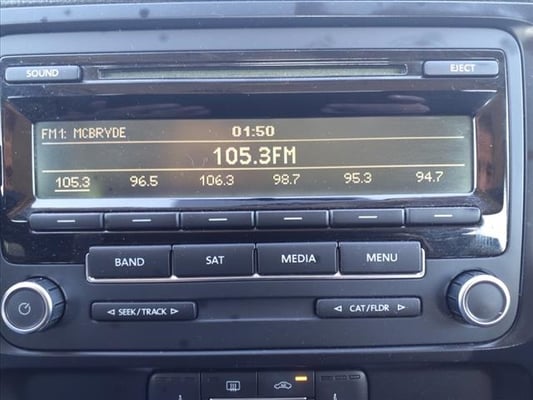 SOUND EJECT
FM1: MCBRYDE 01:50
105.3FM
105.3 96.5 106.3 98.7 95.3 94.7
BAND SAT MEDIA MENU
SEEK/TRACK CAT/FLDR